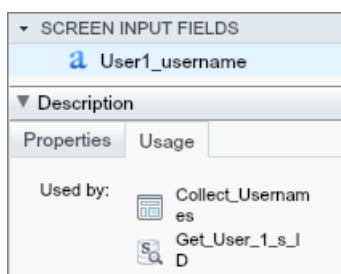 SCREEN INPUT FIELDS
a User1_username
Description
Properties Usage
Used by: Collect_Usernam
es
Get_User_1_s_I
D